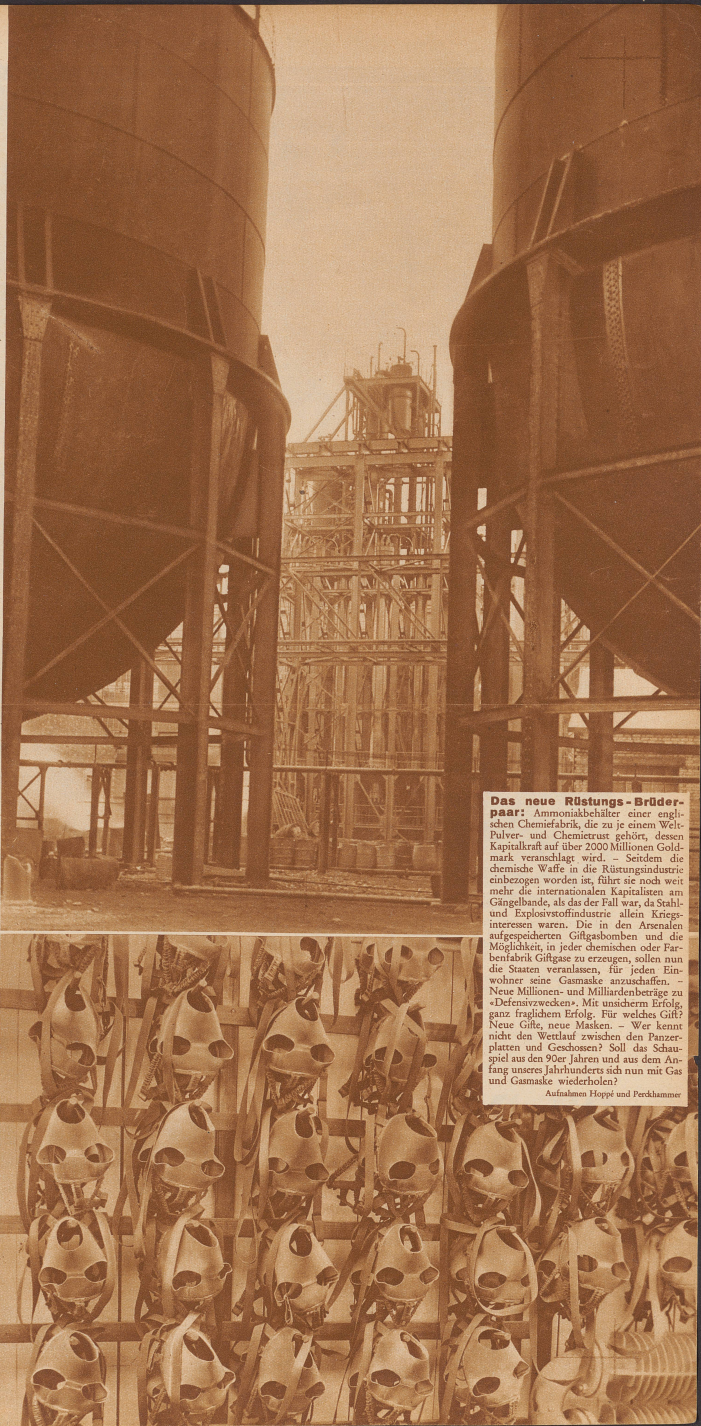 Das neue Rüstungs-Brüder-
paar: Ammoniakbehälter einer engli-
schen Chemiefabrik, die zu je einem Welt-
Pulver- und Chemietrust gehört, dessen
Kapitalkraft auf über 2000 Millionen Gold-
mark veranschlagt wird. – Seitdem die
chemische Waffe in die Rüstungsindustrie
einbezogen worden ist, führt sie noch weit
mehr die internationalen Kapitalisten am
Gängelbande, als das der Fall war, da Stahl-
und Explosivstoffindustrie allein Kriegs-
interessen waren. Die in den Arsenalen
aufgespeicherten Giftgasbomben und die
Möglichkeit, in jeder chemischen oder Far-
benfabrik Giftgase zu erzeugen, sollen nun
die Staaten veranlassen, für jeden Ein-
wohner seine Gasmaske anzuschaffen. –
Neue Millionen- und Milliardenbeträge zu
«Defensivzwecken». Mit unsicherm Erfolg,
ganz fraglichem Erfolg. Für welches Gift?
Neue Gifte, neue Masken. – Wer kennt
nicht den Wettlauf zwischen den Panzer-
platten und Geschossen? Soll das Schau-
spiel aus den 90er Jahren und aus dem An-
fang unseres Jahrhunderts sich nun mit Gas
und Gasmaske wiederholen?
Aufnahmen Hoppé und Perckhammer